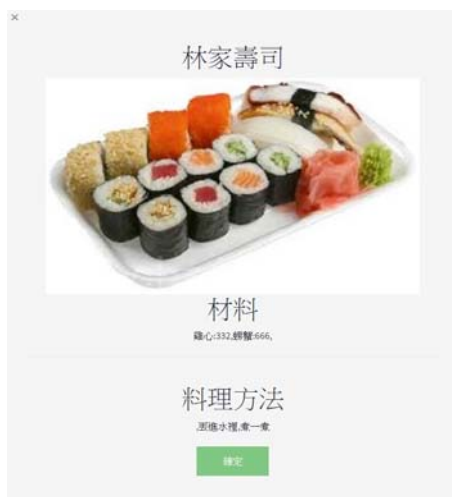 ×
林家壽司
材料
雞心:332,螃蟹:666,
料理方法
,丟進水裡,煮一煮
確定